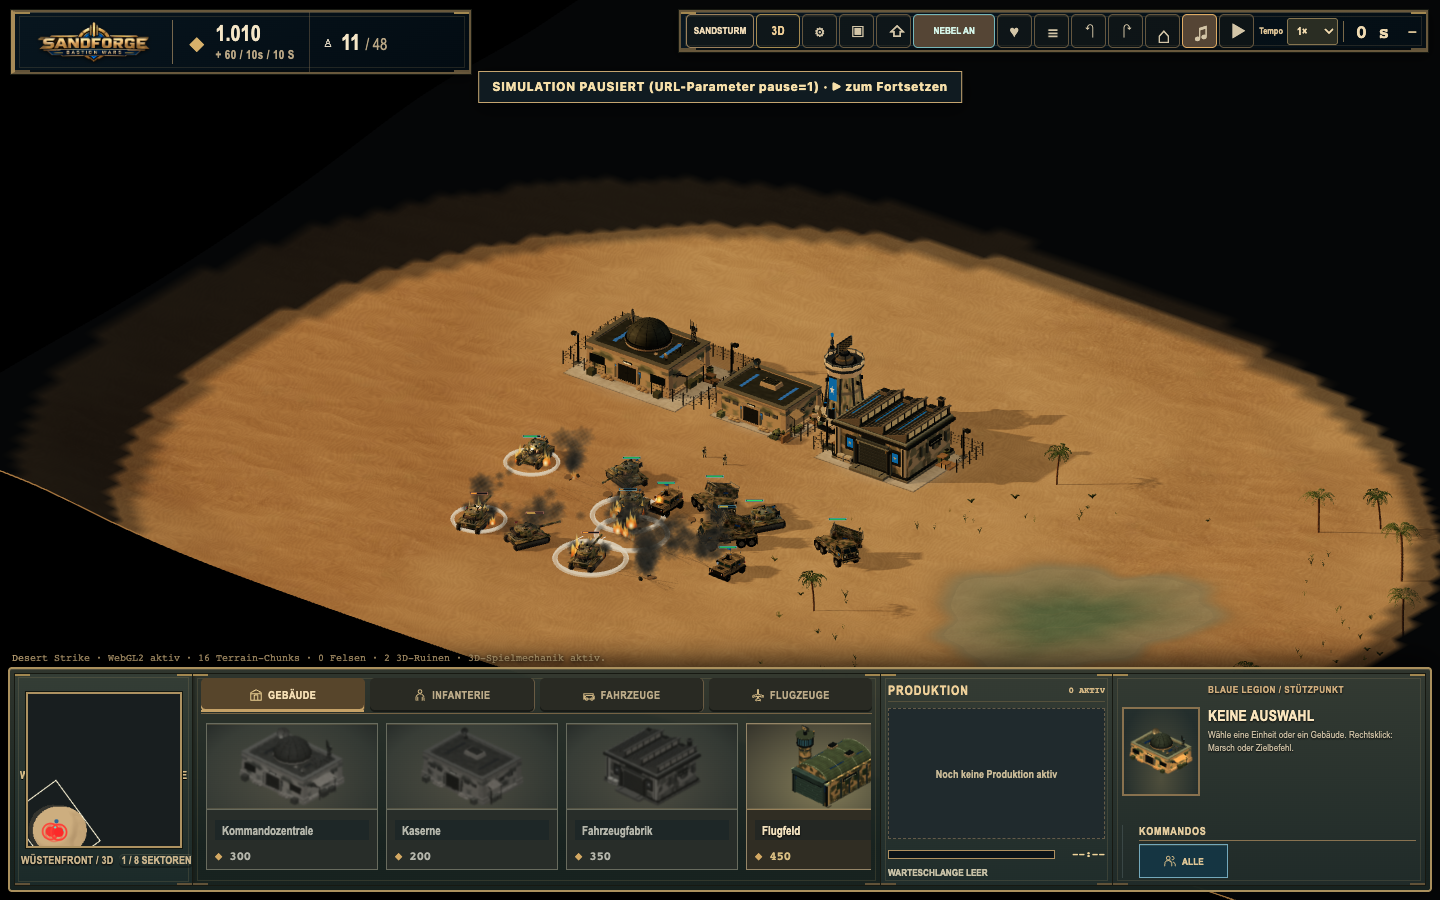 SANDFORGE
BASTION WARS
1.010
+ 60 / 10s / 10 S
11 / 48
SANDSTURM
3D
NEBEL AN
Tempo
1×
0 s
–
SIMULATION PAUSIERT (URL-Parameter pause=1) · ▶ zum Fortsetzen
Desert Strike · WebGL2 aktiv · 16 Terrain-Chunks · 0 Felsen · 2 3D-Ruinen · 3D-Spielmechanik aktiv.
WÜSTENFRONT / 3D 1 / 8 SEKTOREN
GEBÄUDE
INFANTERIE
FAHRZEUGE
FLUGZEUGE
Kommandozentrale
300
Kaserne
200
Fahrzeugfabrik
350
Flugfeld
450
PRODUKTION
0 AKTIV
Noch keine Produktion aktiv
--:--
WARTESCHLANGE LEER
BLAUE LEGION / STÜTZPUNKT
KEINE AUSWAHL
Wähle eine Einheit oder ein Gebäude. Rechtsklick:
Marsch oder Zielbefehl.
KOMMANDOS
ALLE